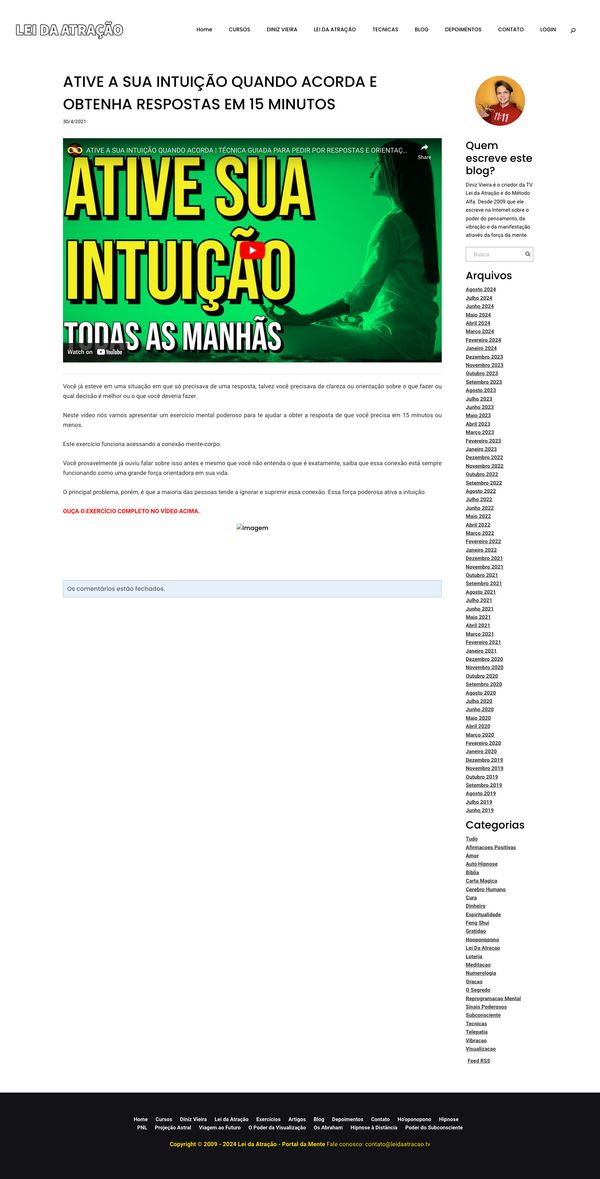 LEI DA ATRAÇÃO
Home CURSOS DINIZ VIEIRA LEI DA ATRAÇÃO TECNICAS BLOG DEPOIMENTOS CONTATO LOGIN
ATIVE A SUA INTUIÇÃO QUANDO ACORDA E
OBTENHA RESPOSTAS EM 15 MINUTOS
30/4/2021
ATIVE A SUA INTUIÇÃO QUANDO ACORDA | TÉCNICA GUIADA PARA PEDIR POR RESPOSTAS E ORIENTAÇ...
Share
ATIVE SUA
INTUIÇÃO
TODAS AS MANHÃS
Watch on YouTube
Você já esteve em uma situação em que só precisava de uma resposta, talvez você precisava de clareza ou orientação sobre o que fazer ou
qual decisão é melhor ou o que você deveria fazer.
Neste vídeo nós vamos apresentar um exercício mental poderoso para te ajudar a obter a resposta de que você precisa em 15 minutos ou
menos.
Este exercício funciona acessando a conexão mente-corpo.
Você provavelmente já ouviu falar sobre isso antes e mesmo que você não entenda o que é exatamente, saiba que essa conexão está sempre
funcionando como uma grande força orientadora em sua vida.
O principal problema, porém, é que a maioria das pessoas tende a ignorar e suprimir essa conexão. Essa força poderosa ativa a intuição.
OUÇA O EXERCÍCIO COMPLETO NO VÍDEO ACIMA.
Imagem
Os comentários estão fechados.
11:11
Quem
escreve este
blog?
Diniz Vieira é o criador da TV
Lei da Atração e do Método
Alfa. Desde 2009 que ele
escreve na Internet sobre o
poder do pensamento, da
vibração e da manifestação
através da força da mente.
Busca
Arquivos
Agosto 2024
Julho 2024
Junho 2024
Maio 2024
Abril 2024
Março 2024
Fevereiro 2024
Janeiro 2024
Dezembro 2023
Novembro 2023
Outubro 2023
Setembro 2023
Agosto 2023
Julho 2023
Junho 2023
Maio 2023
Abril 2023
Março 2023
Fevereiro 2023
Janeiro 2023
Dezembro 2022
Novembro 2022
Outubro 2022
Setembro 2022
Agosto 2022
Julho 2022
Junho 2022
Maio 2022
Abril 2022
Março 2022
Fevereiro 2022
Janeiro 2022
Dezembro 2021
Novembro 2021
Outubro 2021
Setembro 2021
Agosto 2021
Julho 2021
Junho 2021
Maio 2021
Abril 2021
Março 2021
Fevereiro 2021
Janeiro 2021
Dezembro 2020
Novembro 2020
Outubro 2020
Setembro 2020
Agosto 2020
Julho 2020
Junho 2020
Maio 2020
Abril 2020
Março 2020
Fevereiro 2020
Janeiro 2020
Dezembro 2019
Novembro 2019
Outubro 2019
Setembro 2019
Agosto 2019
Julho 2019
Junho 2019
Categorias
Tudo
Afirmacoes Positivas
Amor
Auto Hipnose
Bíblia
Carta Magica
Cerebro Humano
Cura
Dinheiro
Espiritualidade
Feng Shui
Gratidao
Hooponopono
Lei Da Atracao
Loteria
Meditacao
Numerologia
Oracao
O Segredo
Reprogramacao Mental
Sinais Poderosos
Subconsciente
Tecnicas
Telepatia
Vibracao
Visualizacao
Feed RSS
Home Cursos Diniz Vieira Lei da Atração Exercícios Artigos Blog Depoimentos Contato Ho'oponopono Hipnose
PNL Projeção Astral Viagem ao Futuro O Poder da Visualização Os Abraham Hipnose à Distância Poder do Subconsciente
Copyright © 2009 - 2024 Lei da Atração - Portal da Mente Fale conosco: contato@leidaatracao.tv